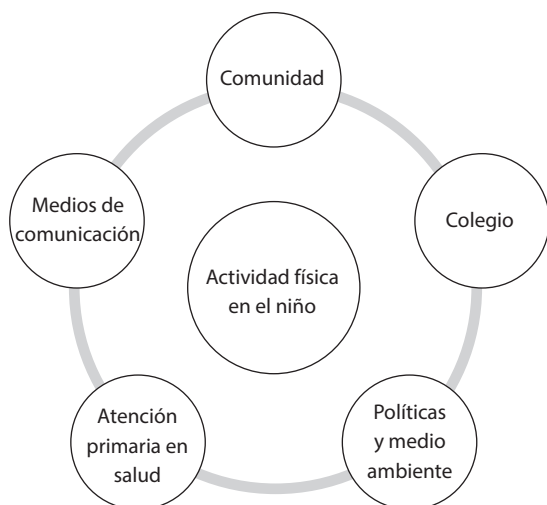 Comunidad
Medios de
comunicación
Colegio
Actividad física
en el niño
Atención
primaria en
salud
Políticas
y medio
ambiente